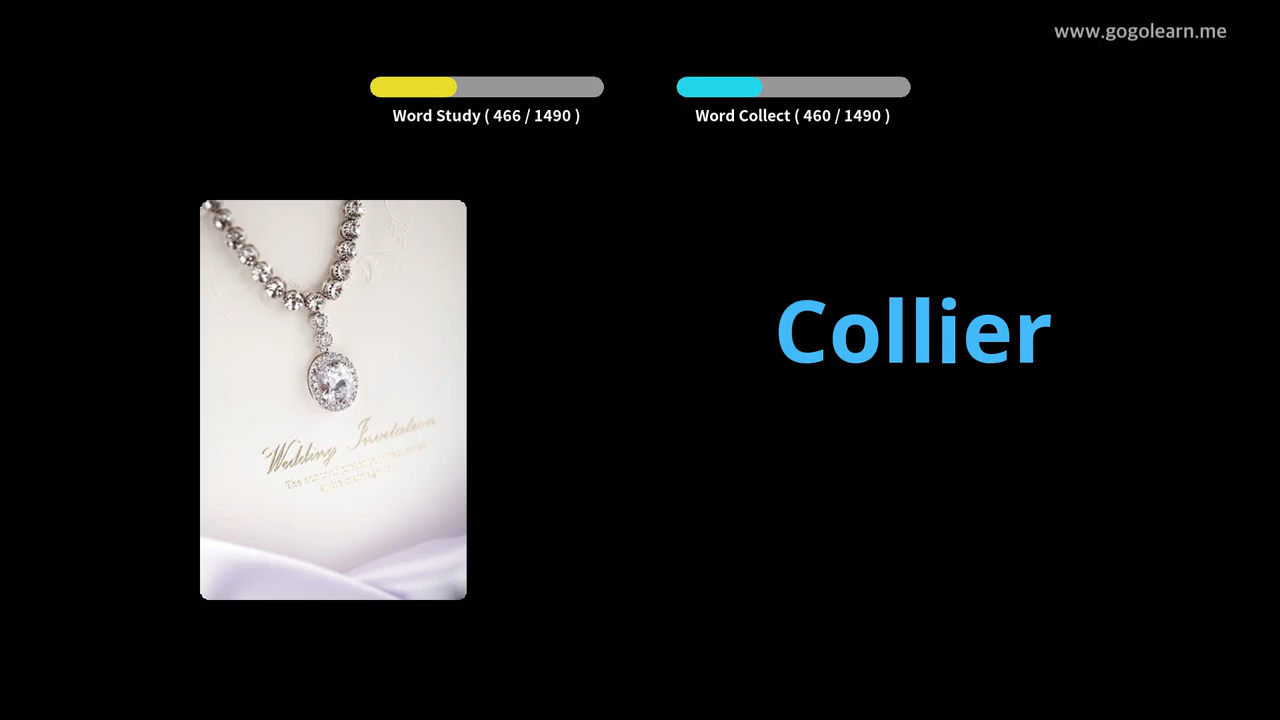 www.gogolearn.me
Word Study ( 466 / 1490 )
Word Collect ( 460 / 1490 )
Collier
Wedding Invitation